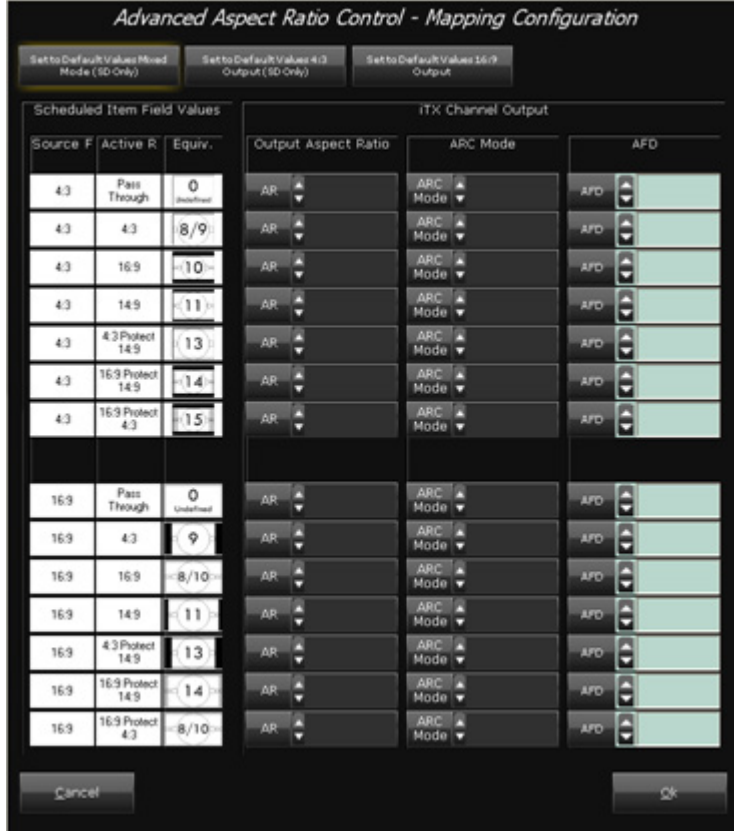 Advanced Aspect Ratio Control - Mapping Configuration
Set to Default Values Mixed Mode (SD Only)
Set to Default Values 4:3 Output (SD Only)
Set to Default Values 16:9 Output
Scheduled Item Field Values
iTX Channel Output
Source F Active R Equiv. Output Aspect Ratio ARC Mode AFD
4:3 Pass Through 0 Undefined AR ARC Mode AFD
4:3 4:3 8/9 AR ARC Mode AFD
4:3 16:9 10 AR ARC Mode AFD
4:3 14:9 11 AR ARC Mode AFD
4:3 4:3 Protect 14:9 13 AR ARC Mode AFD
4:3 16:9 Protect 14:9 14 AR ARC Mode AFD
4:3 16:9 Protect 4:3 15 AR ARC Mode AFD
16:9 Pass Through 0 Undefined AR ARC Mode AFD
16:9 4:3 9 AR ARC Mode AFD
16:9 16:9 8/10 AR ARC Mode AFD
16:9 14:9 11 AR ARC Mode AFD
16:9 4:3 Protect 14:9 13 AR ARC Mode AFD
16:9 16:9 Protect 14:9 14 AR ARC Mode AFD
16:9 16:9 Protect 4:3 8/10 AR ARC Mode AFD
Cancel
Ok